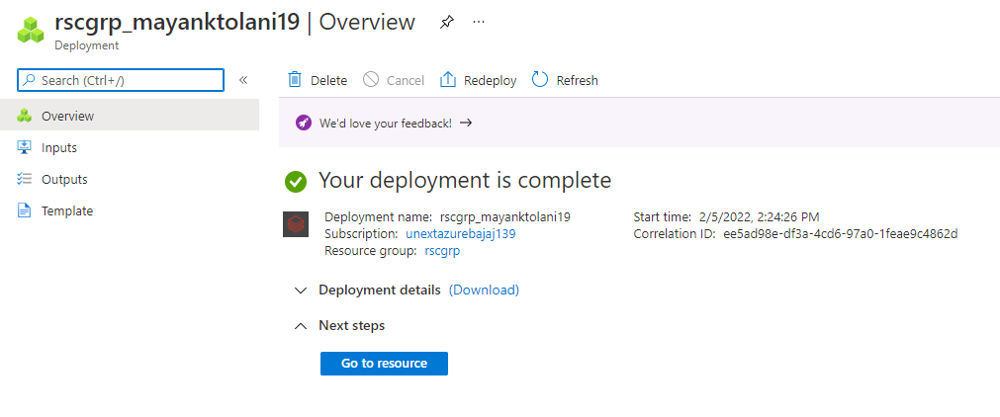 rscgrp_mayanktolani19 | Overview
Deployment
Search (Ctrl+/)
Overview
Inputs
Outputs
Template
Delete Cancel Redeploy Refresh
We'd love your feedback! →
Your deployment is complete
Deployment name: rscgrp_mayanktolani19
Subscription: unextazurebajaj139
Resource group: rscgrp
Start time: 2/5/2022, 2:24:26 PM
Correlation ID: ee5ad98e-df3a-4cd6-97a0-1feae9c4862d
Deployment details (Download)
Next steps
Go to resource